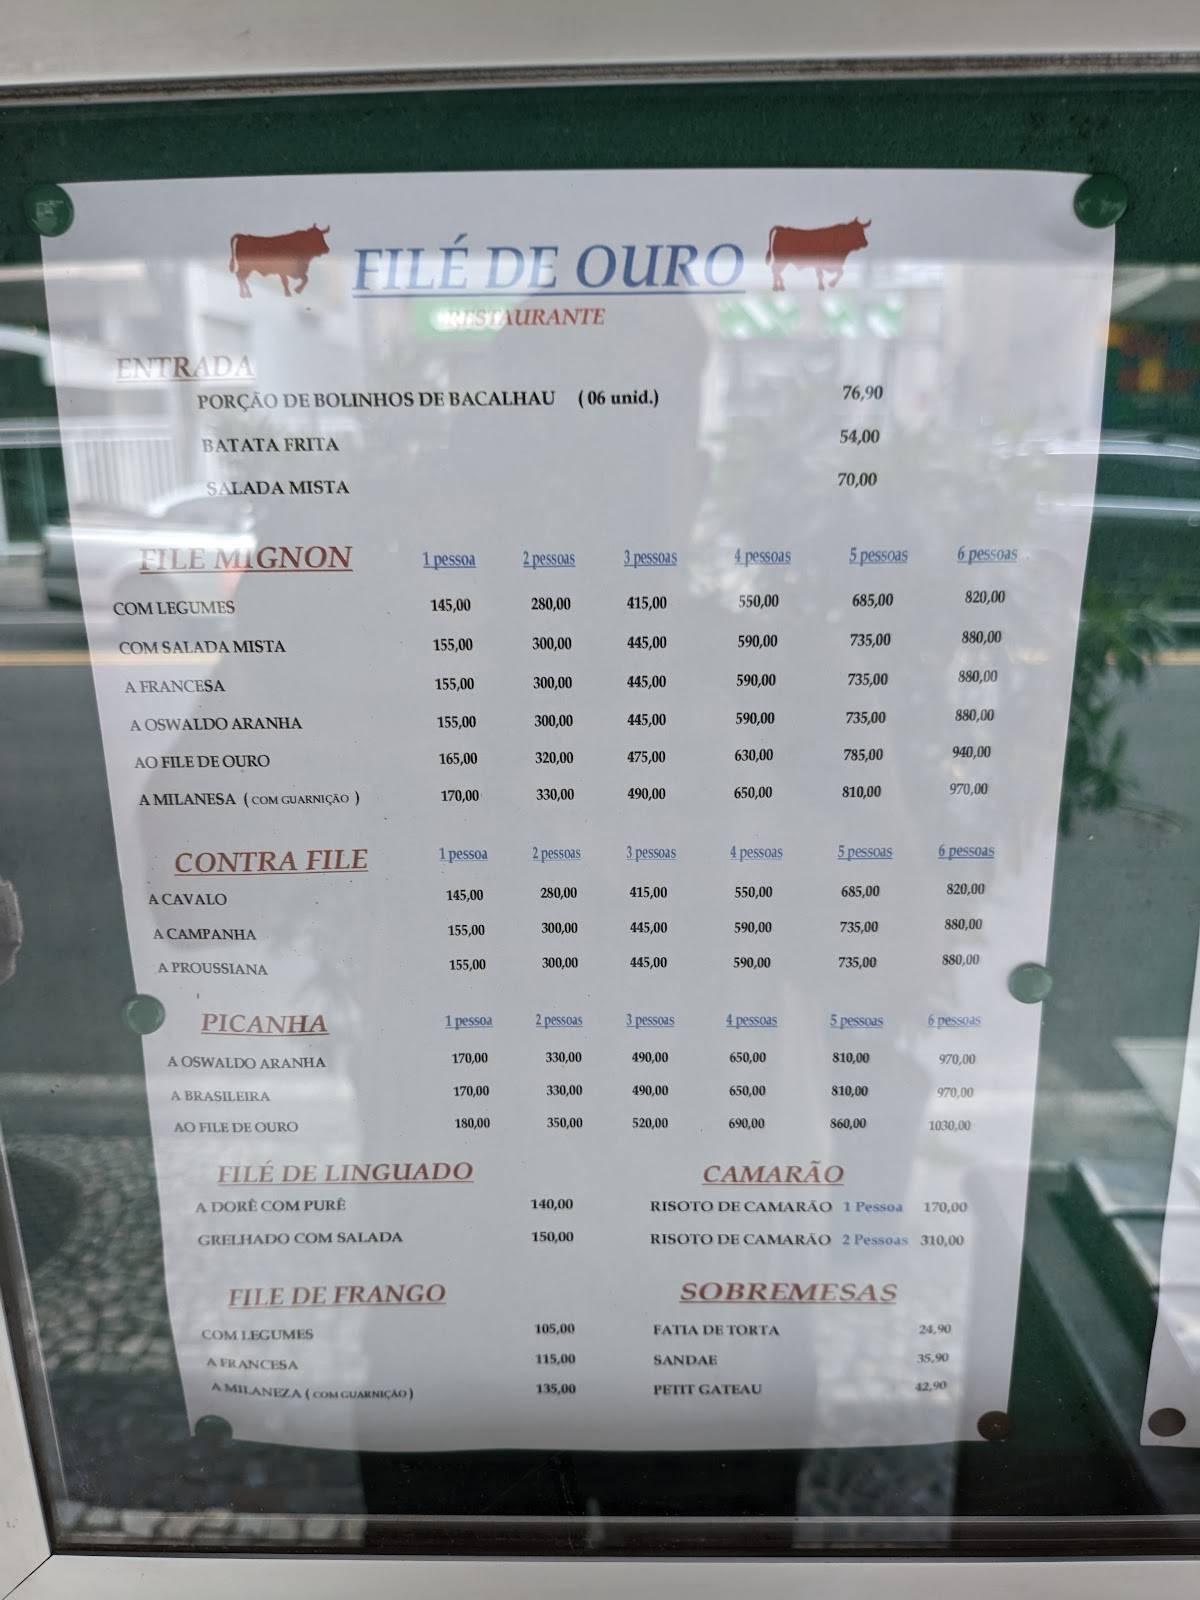 FILÉ DE OURO
RESTAURANTE
ENTRADA
PORÇÃO DE BOLINHOS DE BACALHAU (06 unid.) 76,90
BATATA FRITA 54,00
SALADA MISTA 70,00
FILE MIGNON 1 pessoa 2 pessoas 3 pessoas 4 pessoas 5 pessoas 6 pessoas
COM LEGUMES 145,00 280,00 415,00 550,00 685,00 820,00
COM SALADA MISTA 155,00 300,00 445,00 590,00 735,00 880,00
A FRANCESA 155,00 300,00 445,00 590,00 735,00 880,00
A OSWALDO ARANHA 155,00 300,00 445,00 590,00 735,00 880,00
AO FILE DE OURO 165,00 320,00 475,00 630,00 785,00 940,00
A MILANESA ( COM GUARNIÇÃO ) 170,00 330,00 490,00 650,00 810,00 970,00
CONTRA FILE 1 pessoa 2 pessoas 3 pessoas 4 pessoas 5 pessoas 6 pessoas
A CAVALO 145,00 280,00 415,00 550,00 685,00 820,00
A CAMPANHA 155,00 300,00 445,00 590,00 735,00 880,00
A PROUSSIANA 155,00 300,00 445,00 590,00 735,00 880,00
PICANHA 1 pessoa 2 pessoas 3 pessoas 4 pessoas 5 pessoas 6 pessoas
A OSWALDO ARANHA 170,00 330,00 490,00 650,00 810,00 970,00
A BRASILEIRA 170,00 330,00 490,00 650,00 810,00 970,00
AO FILE DE OURO 180,00 350,00 520,00 690,00 860,00 1030,00
FILÉ DE LINGUADO
A DORÊ COM PURÊ 140,00
GRELHADO COM SALADA 150,00
CAMARÃO
RISOTO DE CAMARÃO 1 Pessoa 170,00
RISOTO DE CAMARÃO 2 Pessoas 310,00
FILE DE FRANGO
COM LEGUMES 105,00
A FRANCESA 115,00
A MILANEZA ( COM GUARNIÇÃO ) 135,00
SOBREMESAS
FATIA DE TORTA 24,90
SANDAE 35,90
PETIT GATEAU 42,90